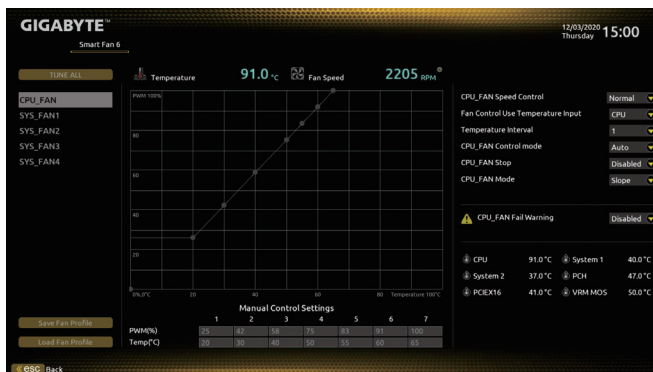 GIGABYTE™
12/03/2020
Thursday 15:00
Smart Fan 6
TUNE ALL
CPU_FAN
SYS_FAN1
SYS_FAN2
SYS_FAN3
SYS_FAN4
Save Fan Profile
Load Fan Profile
Temperature 91.0 °C Fan Speed 2205 RPM
PWM 100%
80
60
40
20
0%,0°C 20 40 60 80 Temperature 100°C
Manual Control Settings
1 2 3 4 5 6 7
PWM(%) 25 42 58 75 83 91 100
Temp(°C) 20 30 40 50 55 60 65
CPU_FAN Speed Control Normal
Fan Control Use Temperature Input CPU
Temperature Interval 1
CPU_FAN Control mode Auto
CPU_FAN Stop Disabled
CPU_FAN Mode Slope
CPU_FAN Fail Warning Disabled
CPU 91.0°C System 1 40.0°C
System 2 37.0°C PCH 47.0°C
PCIEX16 41.0°C VRM MOS 50.0°C
«esc Back